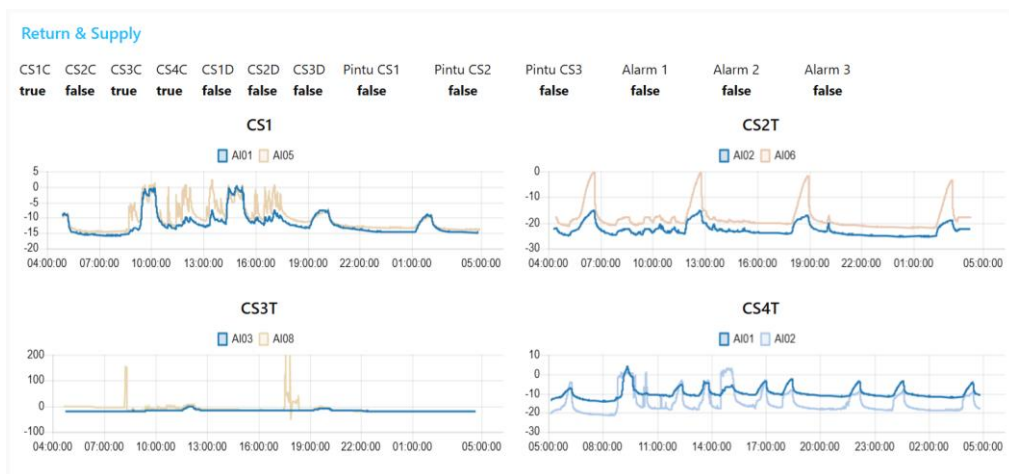 Return & Supply
CS1C CS2C CS3C CS4C CS1D CS2D CS3D Pintu CS1 Pintu CS2 Pintu CS3 Alarm 1 Alarm 2 Alarm 3
true false true true false false false false false false false false false
CS1
AI01 AI05
5
0
-5
-10
-15
-20
04:00:00 07:00:00 10:00:00 13:00:00 16:00:00 19:00:00 22:00:00 01:00:00 05:00:00
CS2T
AI02 AI06
0
-10
-20
-30
04:00:00 07:00:00 10:00:00 13:00:00 16:00:00 19:00:00 22:00:00 01:00:00 05:00:00
CS3T
AI03 AI08
200
100
0
-100
04:00:00 07:00:00 10:00:00 13:00:00 16:00:00 19:00:00 22:00:00 01:00:00 05:00:00
CS4T
AI01 AI02
10
0
-10
-20
-30
05:00:00 08:00:00 11:00:00 14:00:00 17:00:00 20:00:00 23:00:00 02:00:00 05:00:00